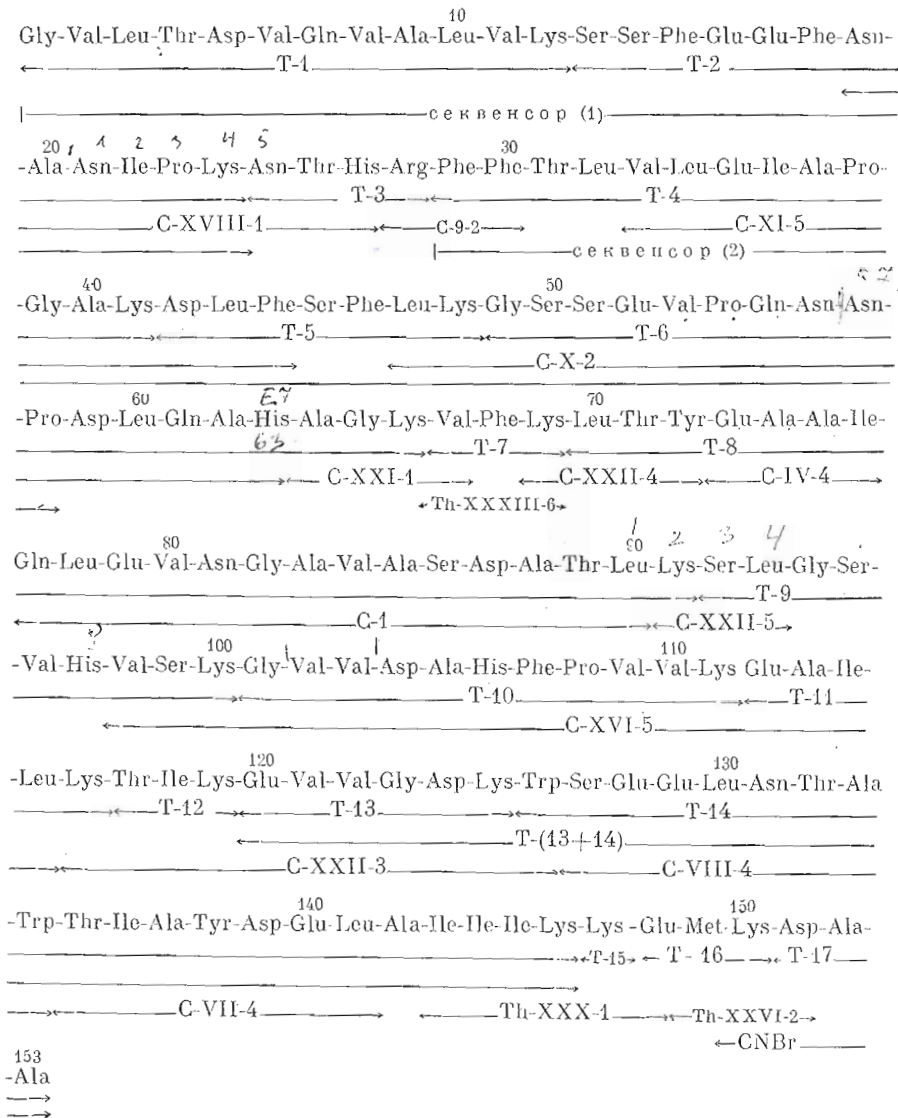 10
Gly-Val-Leu-Thr-Asp-Val-Gln-Val-Ala-Leu-Val-Lys-Ser-Ser-Phe-Glu-Glu-Phe-Asn-
T-1 T-2
секвенсор (1)
20 1 2 3 4 5 30
-Ala-Asn-Ile-Pro-Lys-Asn-Thr-His-Arg-Phe-Phe-Thr-Leu-Val-Leu-Glu-Ile-Ala-Pro-
T-3 T-4
C-XVIII-1 C-9-2 C-XI-5
секвенсор (2)
40 50
-Gly-Ala-Lys-Asp-Leu-Phe-Ser-Phe-Leu-Lys-Gly-Ser-Ser-Glu-Val-Pro-Gln-Asn-Asn-
T-5 T-6
C-X-2
60 E7 70
-Pro-Asp-Leu-Gln-Ala-His-Ala-Gly-Lys-Val-Phe-Lys-Leu-Thr-Tyr-Glu-Ala-Ala-Ile-
63
T-7 T-8
C-XXI-1 C-XXII-4 C-IV-4
Th-XXXIII-6
80 1 90 2 3 4
Gln-Leu-Glu-Val-Asn-Gly-Ala-Val-Ala-Ser-Asp-Ala-Thr-Leu-Lys-Ser-Leu-Gly-Ser-
T-9
C-1 C-XXII-5
100 110
-Val-His-Val-Ser-Lys-Gly-Val-Val-Asp-Ala-His-Phe-Pro-Val-Val-Lys Glu-Ala-Ile-
T-10 T-11
C-XVI-5
120 130
-Leu-Lys-Thr-Ile-Lys-Glu-Val-Val-Gly-Asp-Lys-Trp-Ser-Glu-Glu-Leu-Asn-Thr-Ala
T-12 T-13 T-14
T-(13+14)
C-XXII-3 C-VIII-4
140 150
-Trp-Thr-Ile-Ala-Tyr-Asp-Glu-Leu-Ala-Ile-Ile-Ile-Lys-Lys -Glu-Met-Lys-Asp-Ala-
T-15 T-16 T-17
C-VII-4 Th-XXX-1 Th-XXVI-2
CNBr
153
-Ala